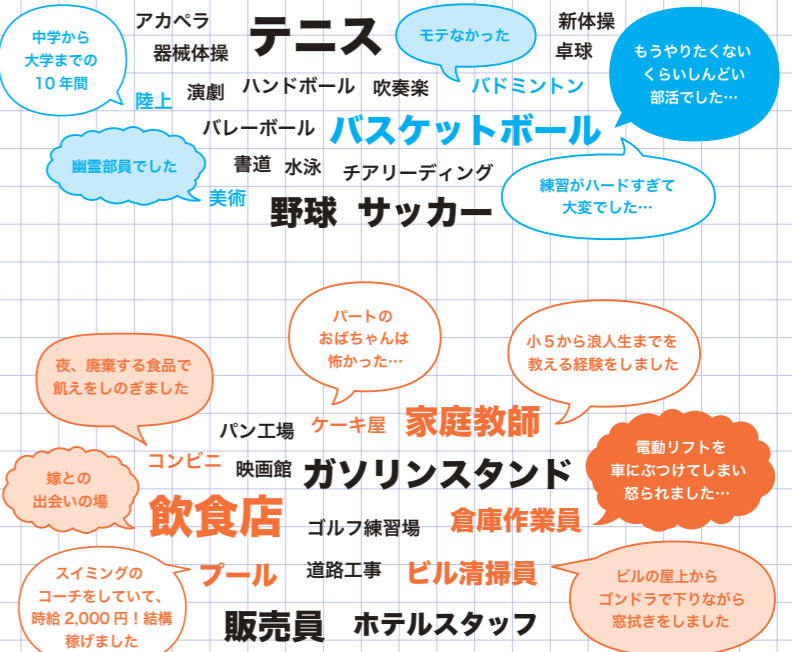 アカペラ
テニス
新体操
中学から
大学までの
10年間
モテなかった
器械体操
卓球
もうやりたくない
くらいしんどい
部活でした…
陸上
演劇
ハンドボール
吹奏楽
バドミントン
バレーボール
バスケットボール
幽霊部員でした
書道
水泳
チアリーディング
美術
野球
サッカー
練習がハードすぎて
大変でした…
パートの
おばちゃんは
怖かった…
小5から浪人生までを
教える経験をしました
夜、廃棄する食品で
飢えをしのぎました
パン工場
ケーキ屋
家庭教師
電動リフトを
車にぶつけてしまい
怒られました…
コンビニ
映画館
ガソリンスタンド
嫁との
出会いの場
飲食店
ゴルフ練習場
倉庫作業員
スイミングの
コーチをしていて、
時給2,000円！結構
稼げました
プール
道路工事
ビル清掃員
ビルの屋上から
ゴンドラで下りながら
窓拭きをしました
販売員
ホテルスタッフ